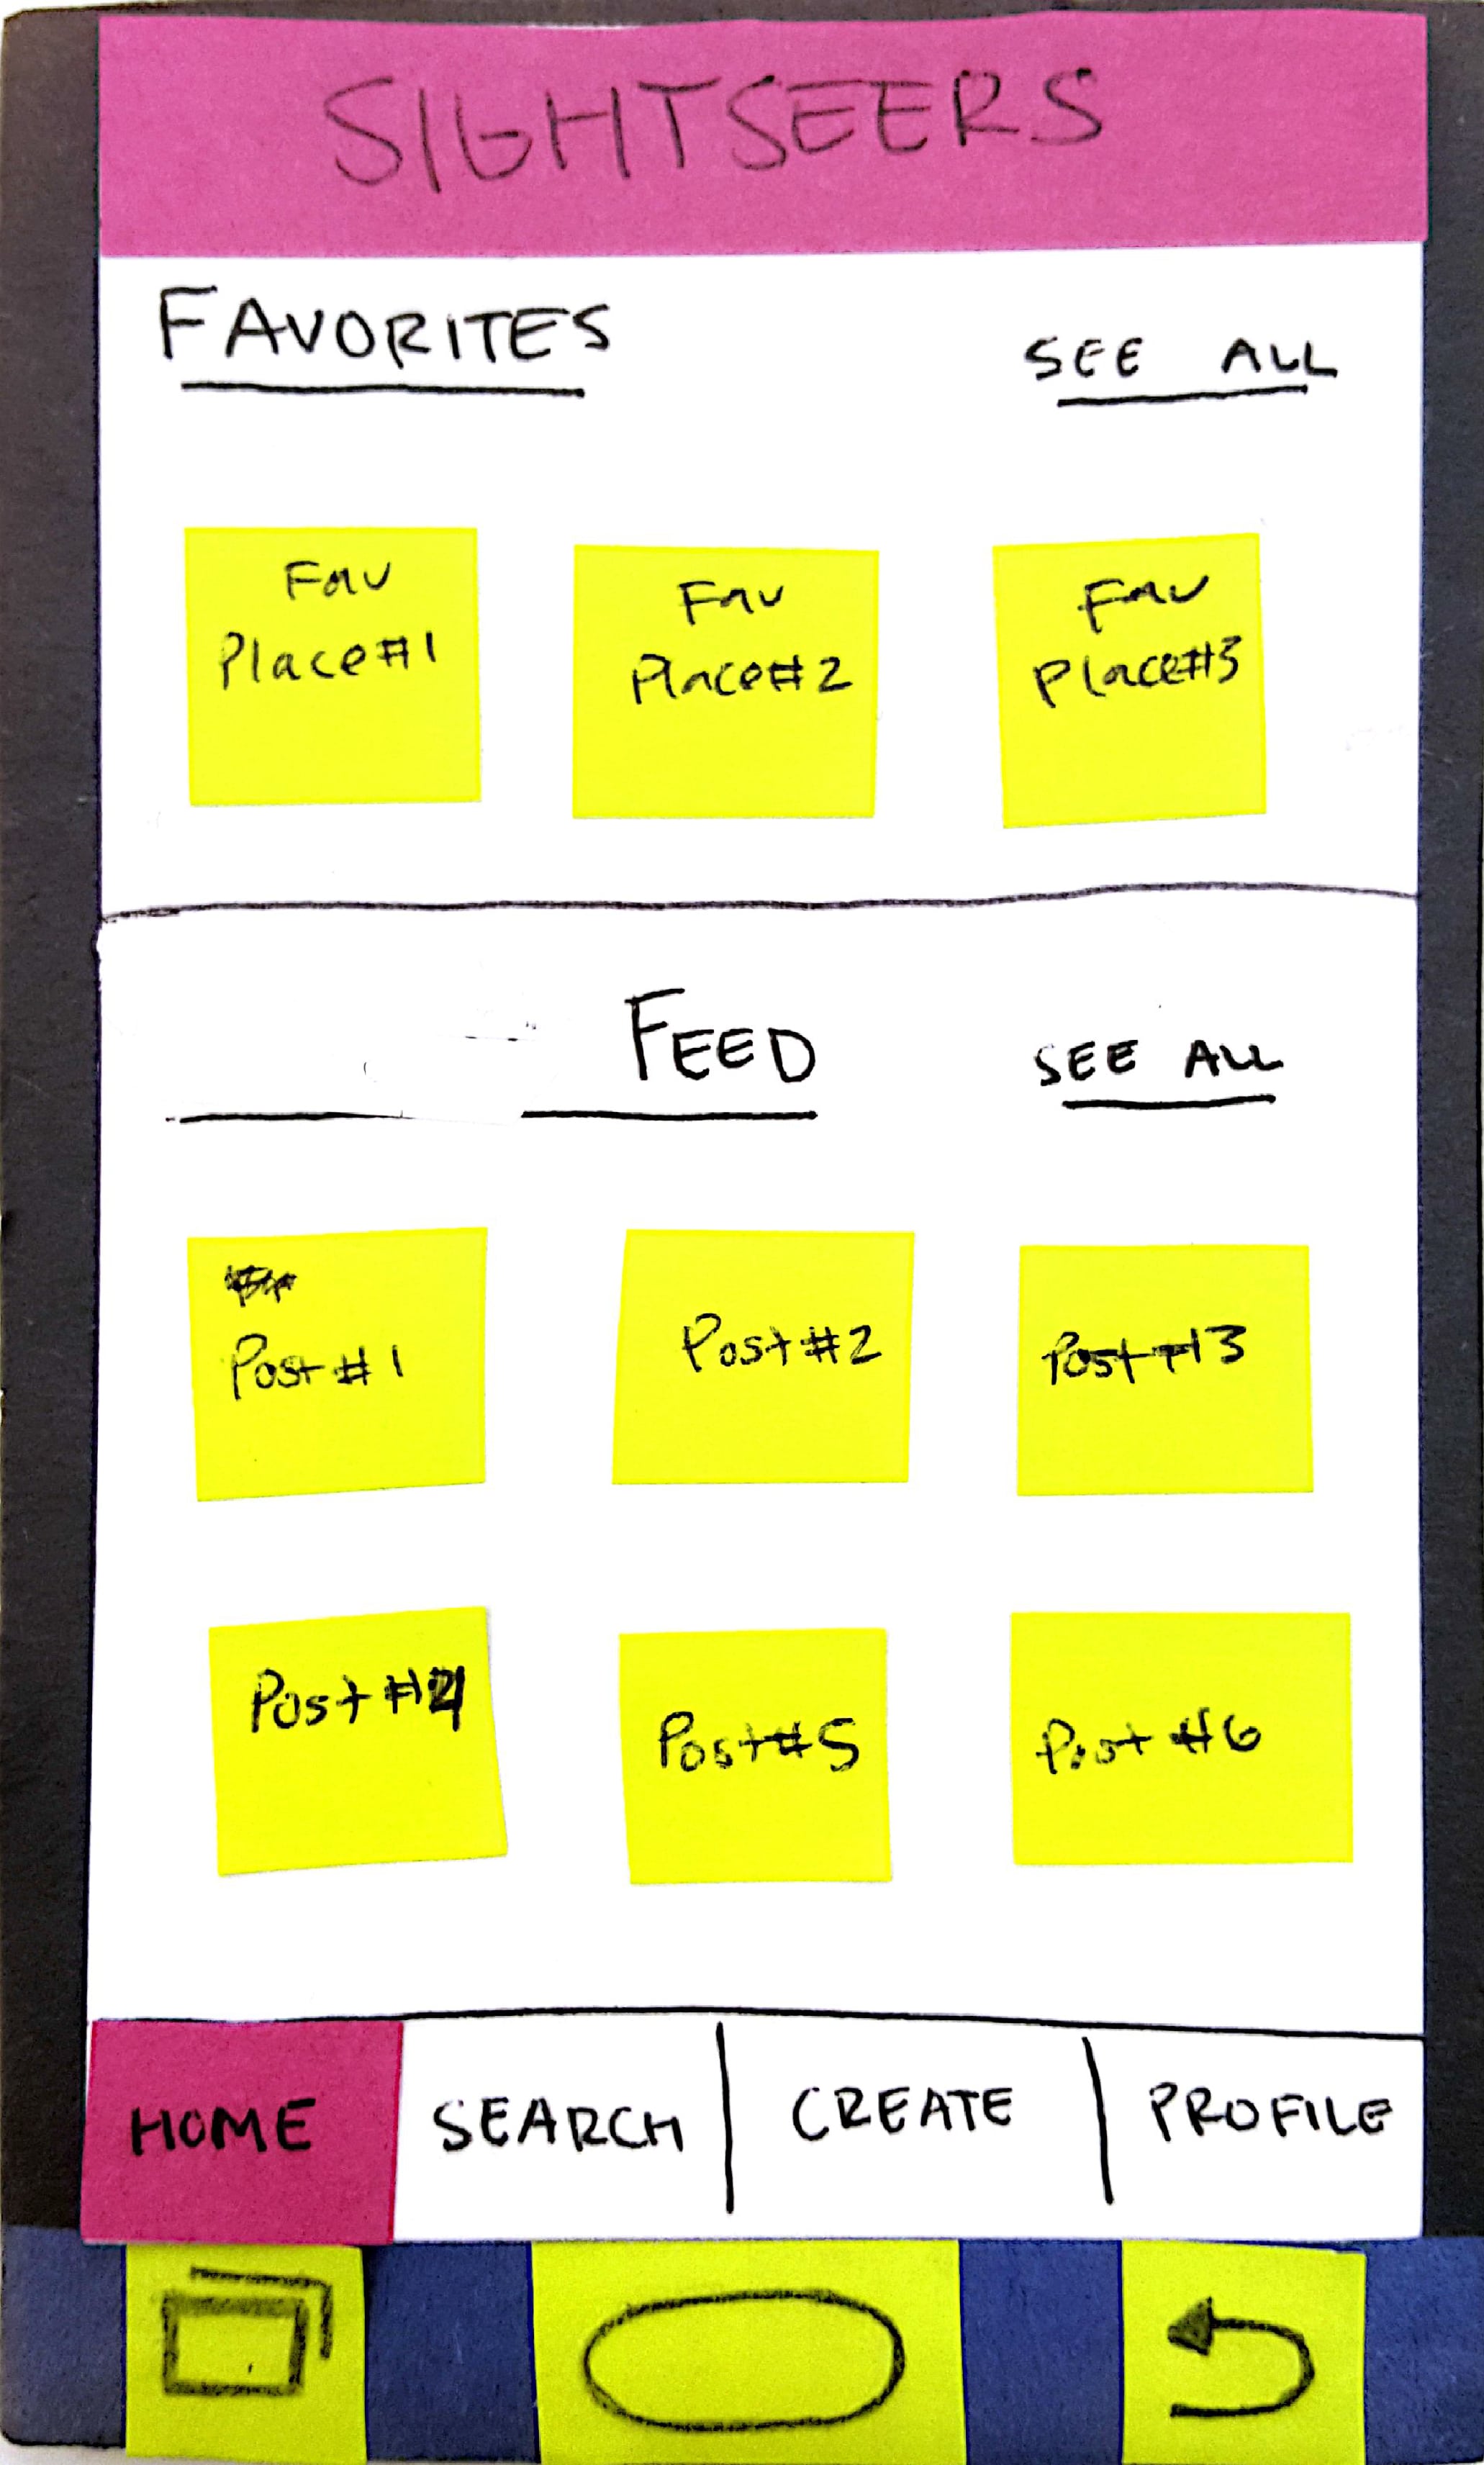 SIGHTSEERS
FAVORITES SEE ALL
Fav
Place#1
Fav
Place#2
Fav
Place#3
FEED SEE ALL
Post#1
Post#2
Post#3
Post#4
Post#5
Post #6
HOME SEARCH CREATE PROFILE